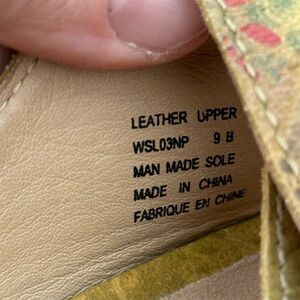 LEATHER UPPER
WSL03NP 9 B
MAN MADE SOLE
MADE IN CHINA
FABRIQUE EN CHINE